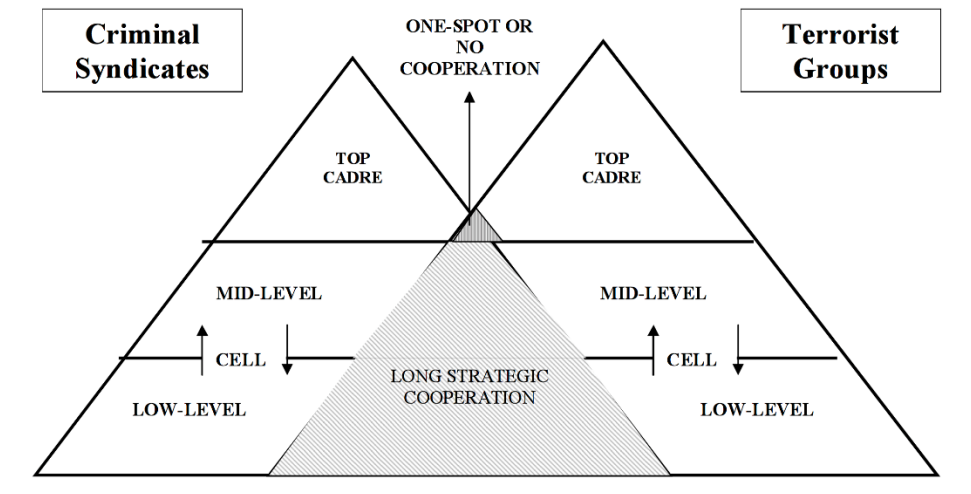 Criminal
Syndicates
ONE-SPOT OR
NO
COOPERATION
Terrorist
Groups
TOP
CADRE
TOP
CADRE
MID-LEVEL
MID-LEVEL
CELL
CELL
LONG STRATEGIC
COOPERATION
LOW-LEVEL
LOW-LEVEL